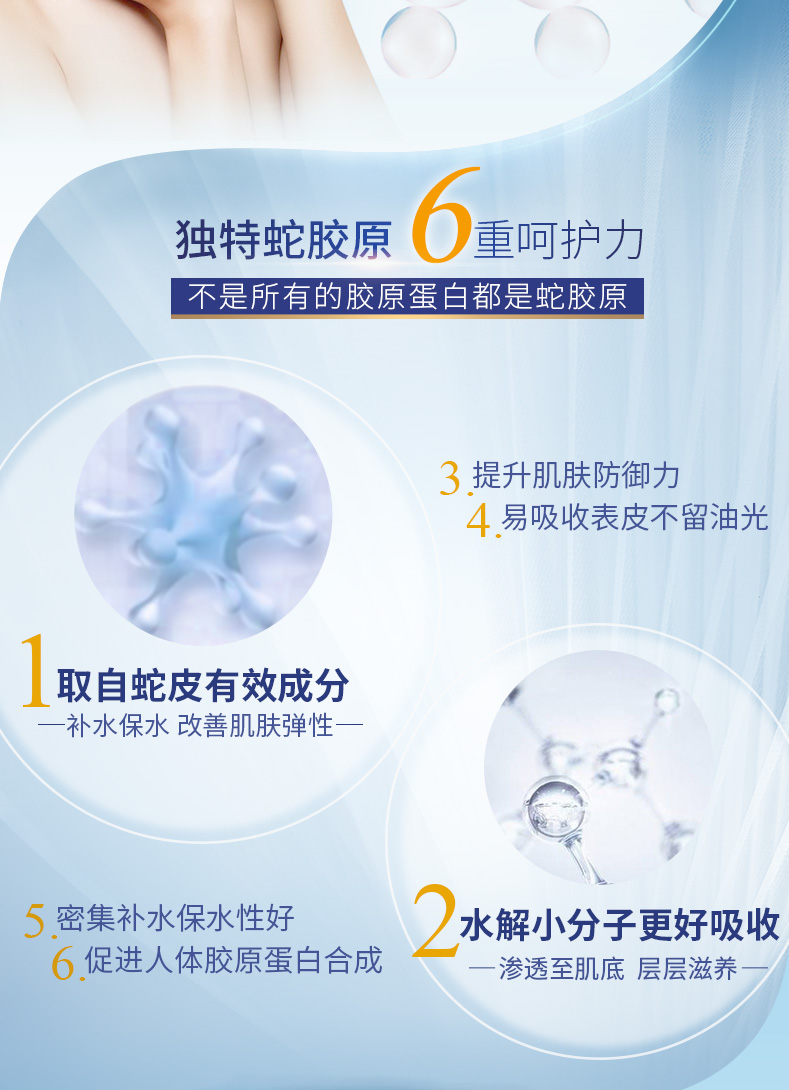 独特蛇胶原6重呵护力
不是所有的胶原蛋白都是蛇胶原
1取自蛇皮有效成分
—补水保水 改善肌肤弹性—
2水解小分子更好吸收
—渗透至肌底 层层滋养—
3.提升肌肤防御力
4.易吸收表皮不留油光
5.密集补水保水性好
6.促进人体胶原蛋白合成